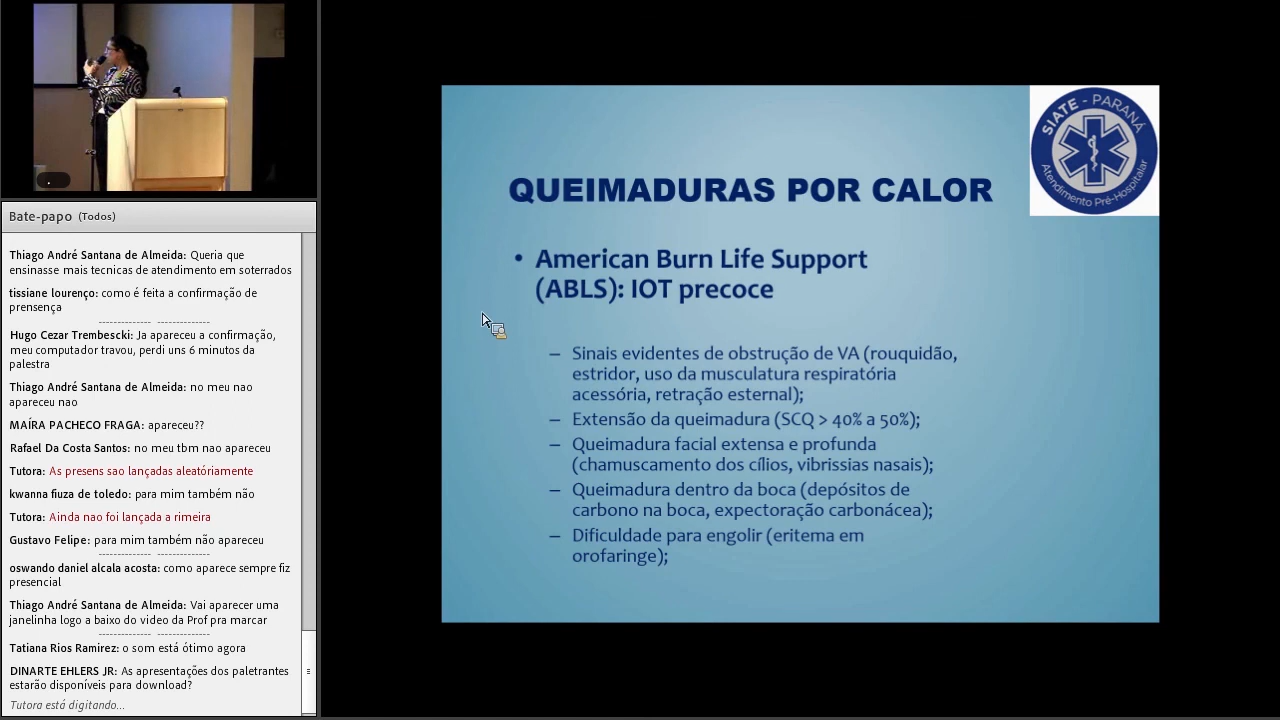 Bate-papo (Todos)
Thiago André Santana de Almeida: Queria que
ensinasse mais tecnicas de atendimento em soterrados
tissiane lourenço: como é feita a confirmação de
prensença
-------------- --------------
Hugo Cezar Trembescki: Ja apareceu a confirmação,
meu computador travou, perdi uns 6 minutos da
palestra
Thiago André Santana de Almeida: no meu nao
apareceu nao
MAÍRA PACHECO FRAGA: apareceu??
Rafael Da Costa Santos: no meu tbm nao apareceu
Tutora: As presens sao lançadas aleatóriamente
kwanna fiuza de toledo: para mim também não
Tutora: Ainda nao foi lançada a rimeira
Gustavo Felipe: para mim também não apareceu
-------------- --------------
oswando daniel alcala acosta: como aparece sempre fiz
presencial
Thiago André Santana de Almeida: Vai aparecer uma
janelinha logo a baixo do video da Prof pra marcar
-------------- --------------
Tatiana Rios Ramirez: o som está ótimo agora
DINARTE EHLERS JR: As apresentações dos paletrantes
estarão disponíveis para download?
Tutora está digitando...
SIATE - PARANÁ
Atendimento Pré-Hospitalar
QUEIMADURAS POR CALOR
• American Burn Life Support
(ABLS): IOT precoce
– Sinais evidentes de obstrução de VA (rouquidão,
estridor, uso da musculatura respiratória
acessória, retração esternal);
– Extensão da queimadura (SCQ > 40% a 50%);
– Queimadura facial extensa e profunda
(chamuscamento dos cílios, vibrissias nasais);
– Queimadura dentro da boca (depósitos de
carbono na boca, expectoração carbonácea);
– Dificuldade para engolir (eritema em
orofaringe);